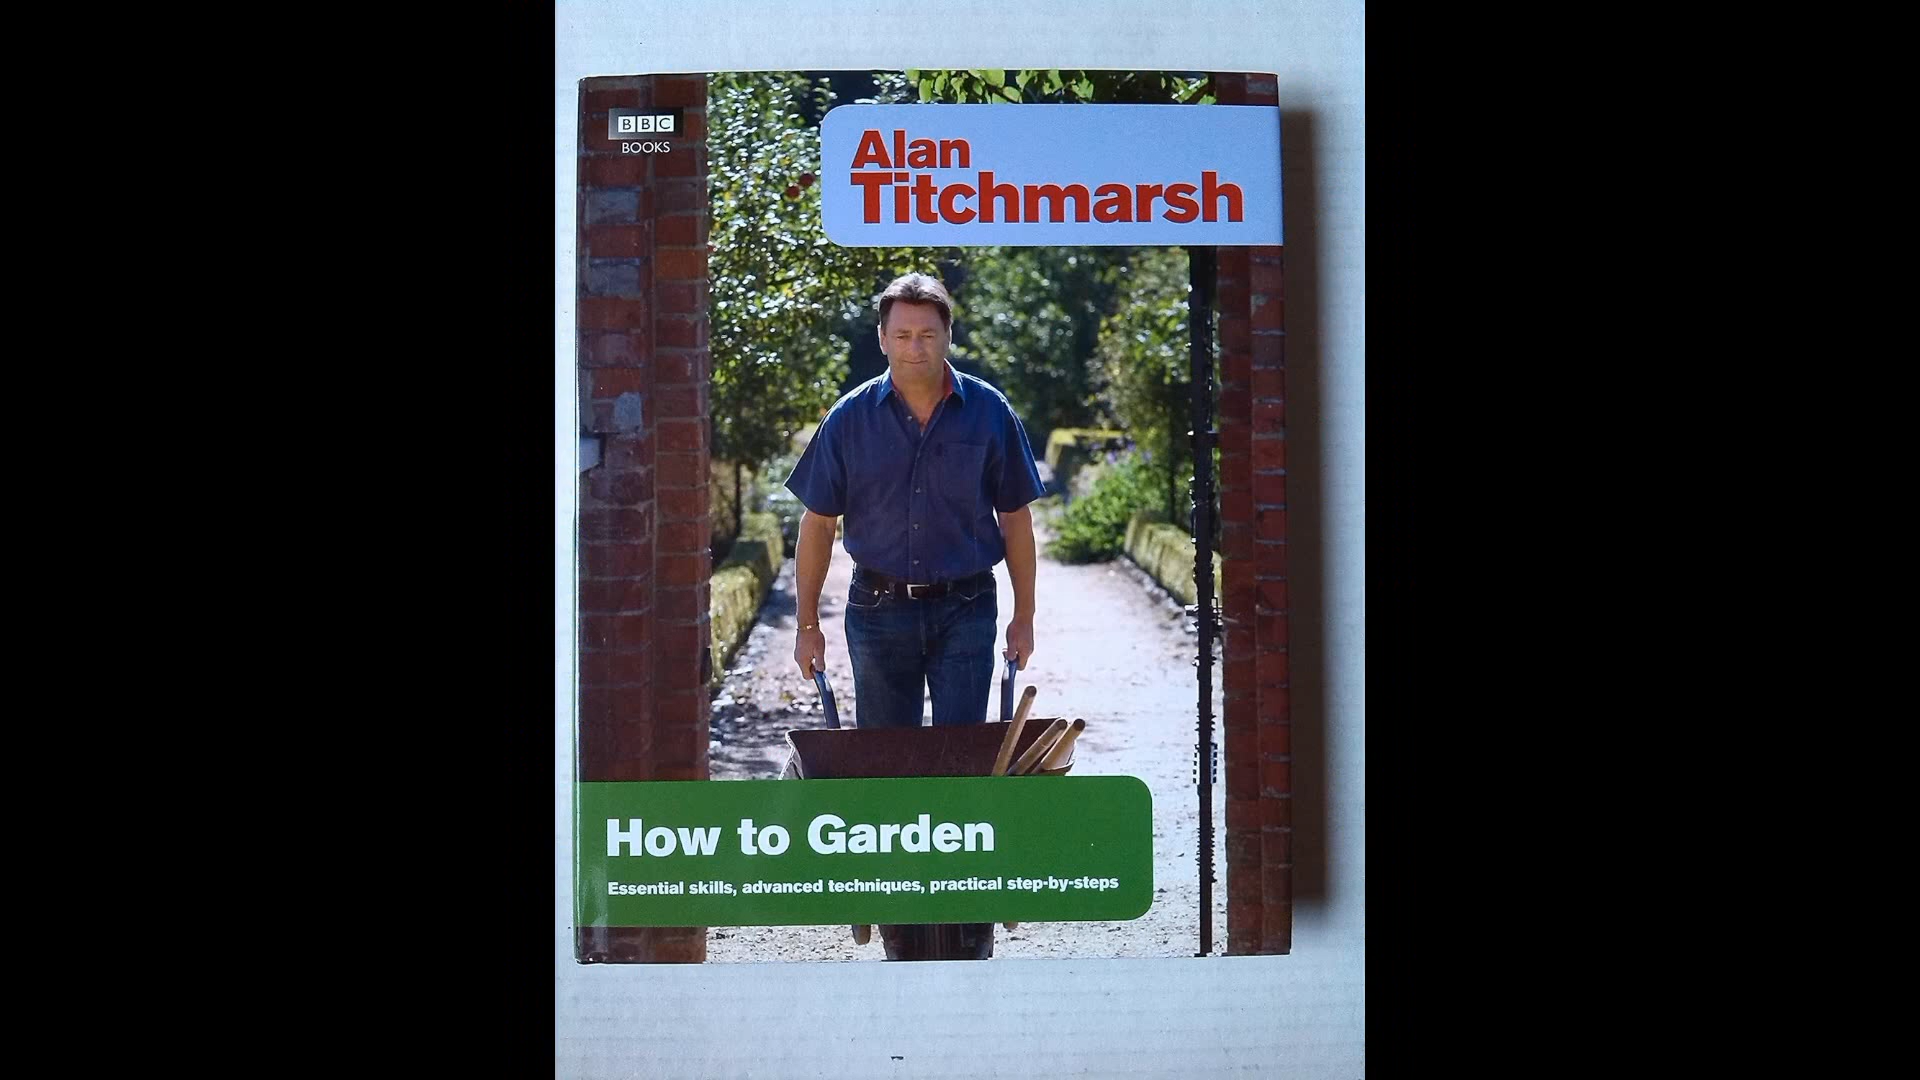 BBC
BOOKS
Alan
Titchmarsh
How to Garden
Essential skills, advanced techniques, practical step-by-steps